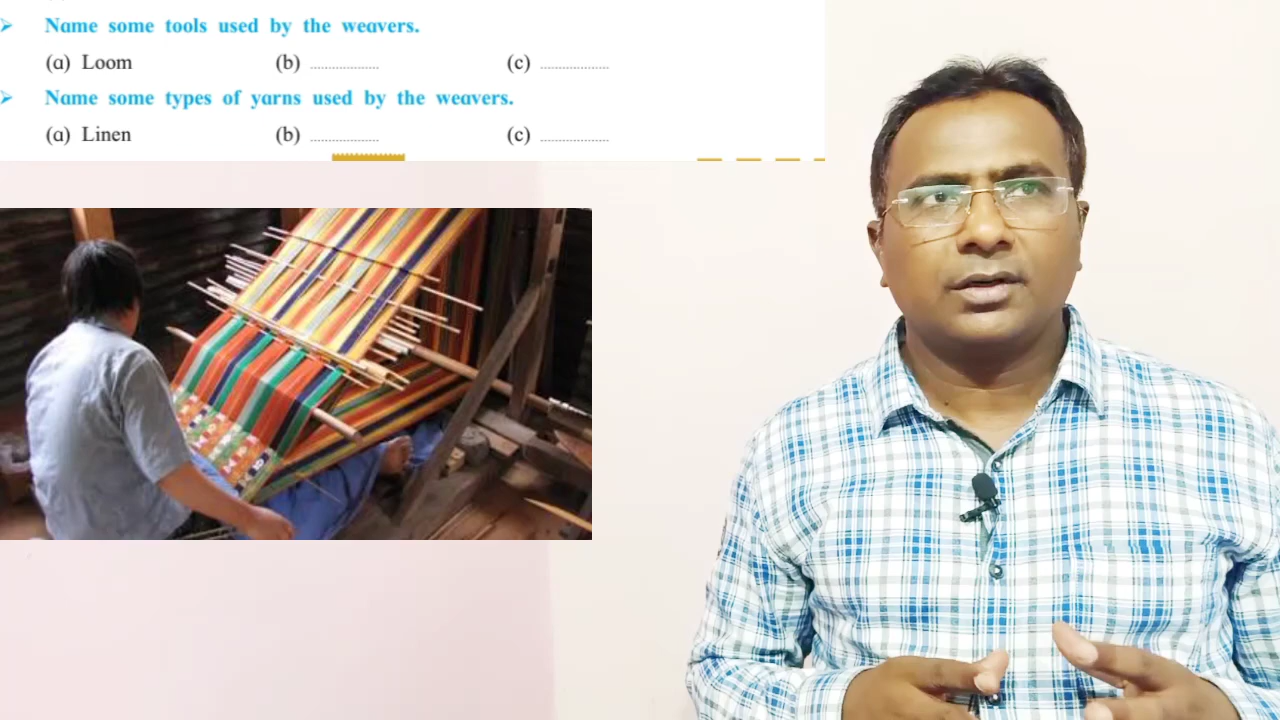 ➢ Name some tools used by the weavers.
(a) Loom (b) .................. (c) ..................
➢ Name some types of yarns used by the weavers.
(a) Linen (b) .................. (c) ..................